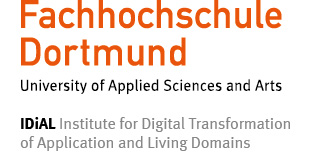 Fachhochschule
Dortmund
University of Applied Sciences and Arts
IDiAL Institute for Digital Transformation
of Application and Living Domains